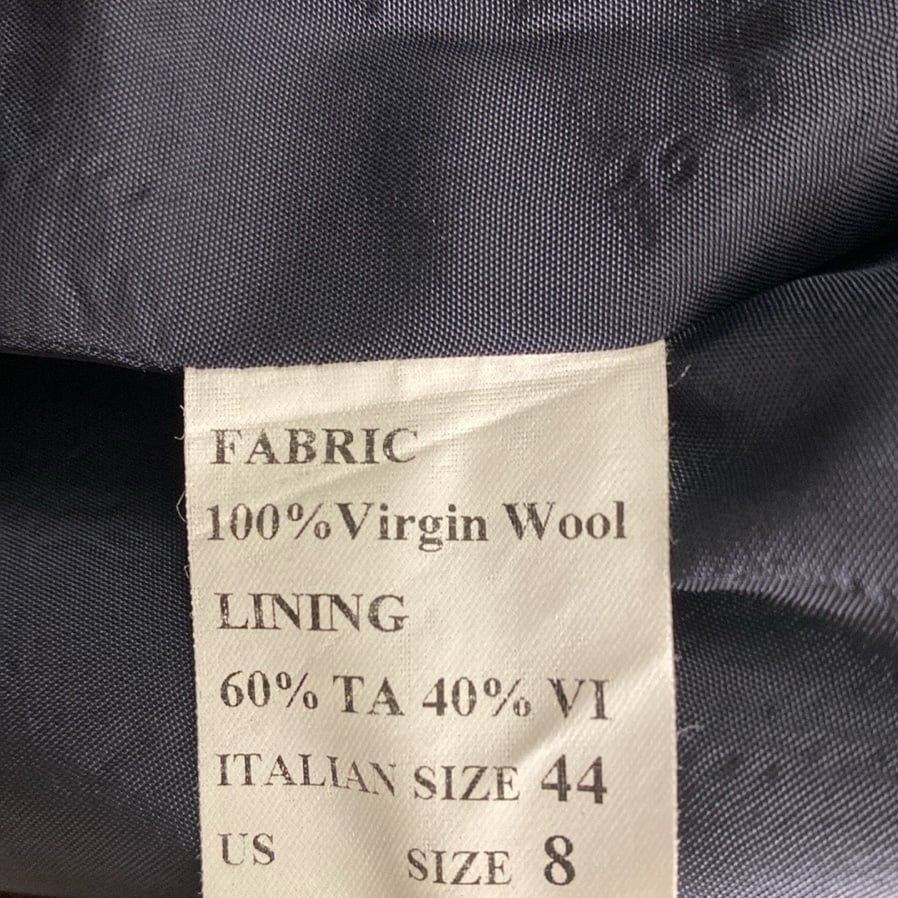 FABRIC
100%Virgin Wool
LINING
60% TA 40% VI
ITALIAN SIZE 44
US SIZE 8